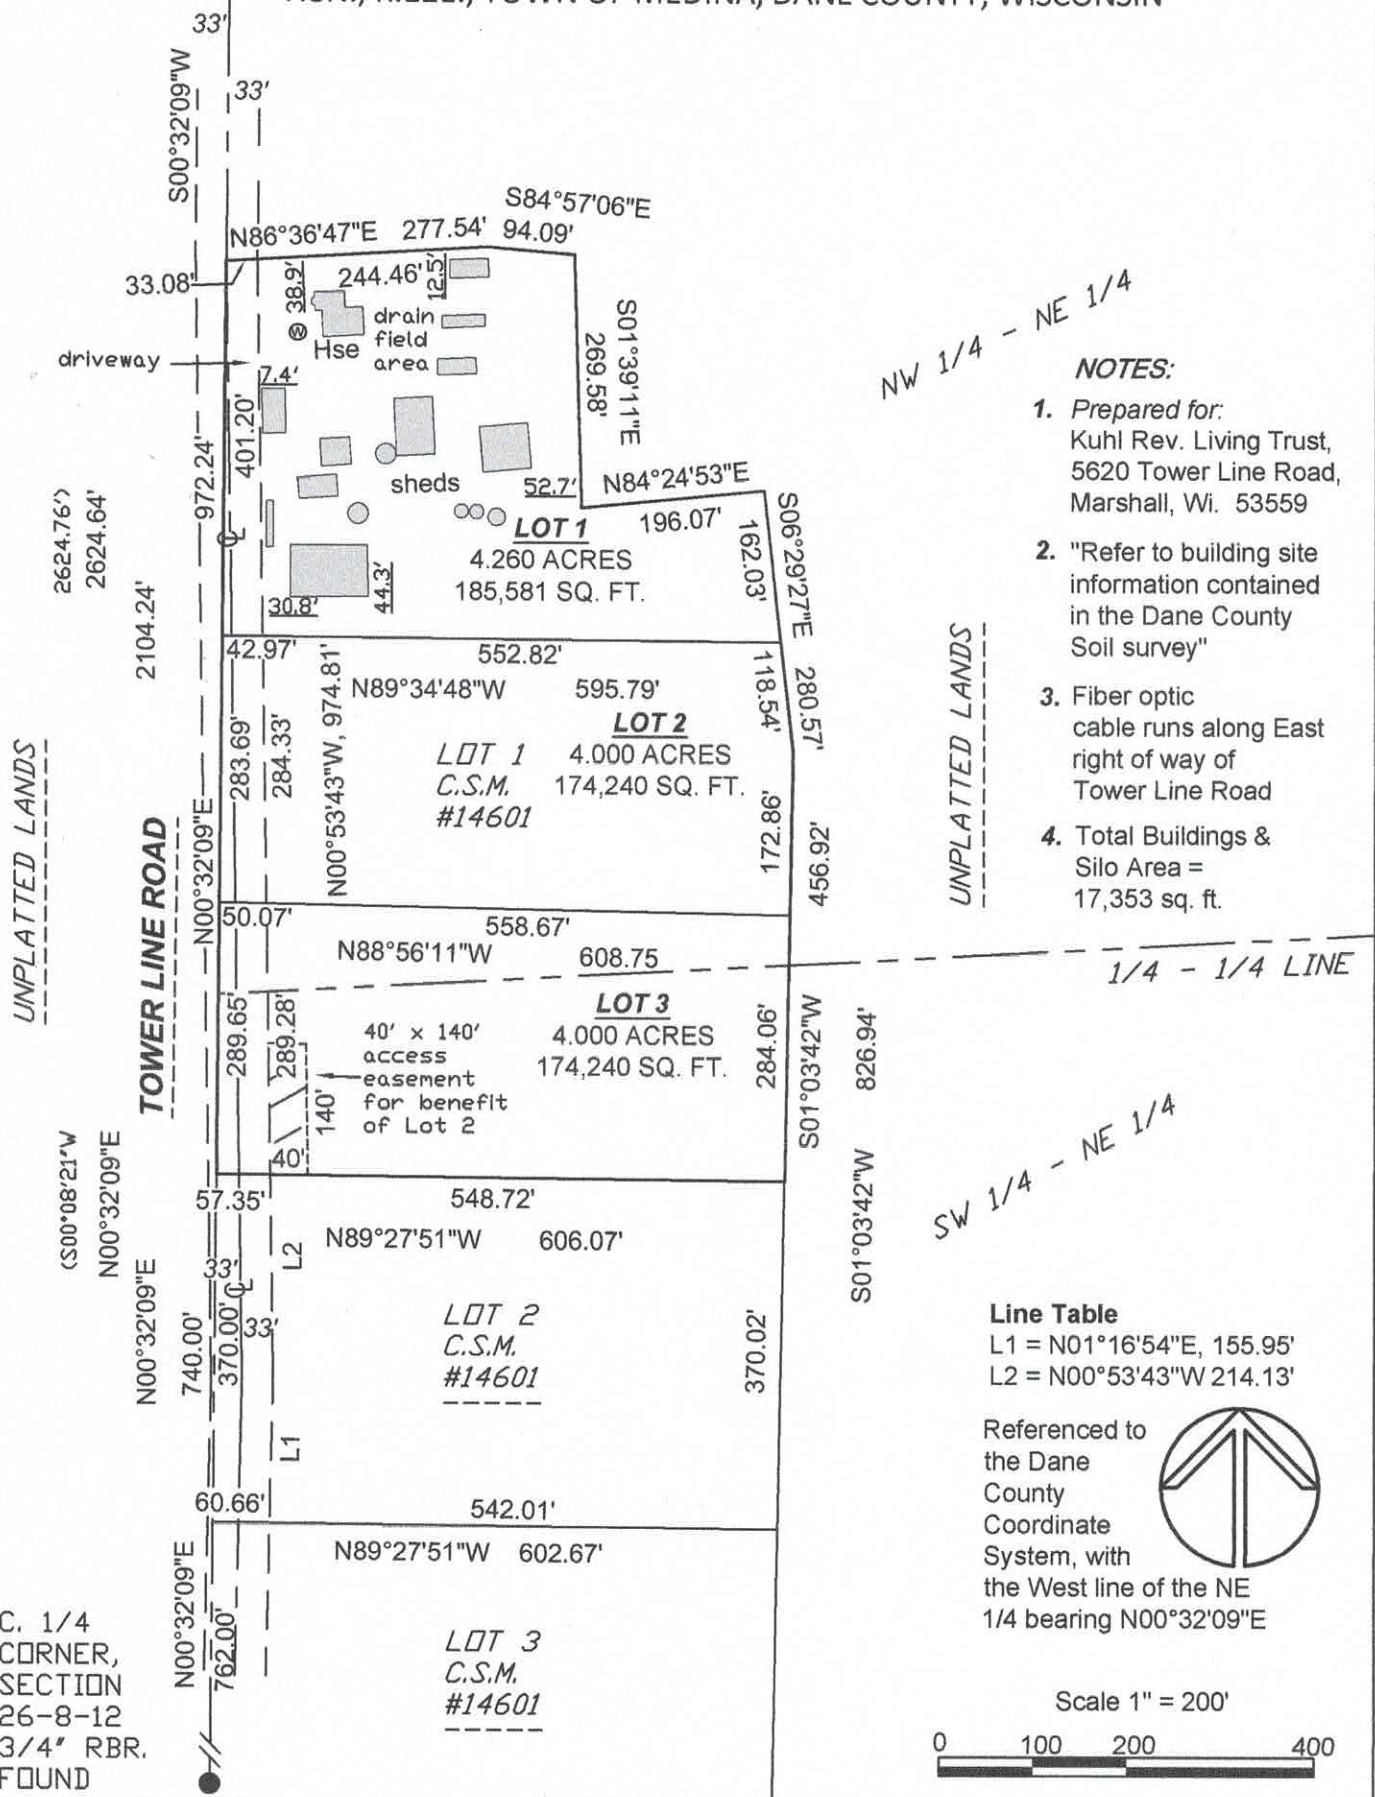 33'
S00°32'09"W
33'
S84°57'06"E
N86°36'47"E 277.54' 94.09'
33.08'
38.9'
244.46'
12.5'
drain
field
area
W
Hse
driveway
7.4'
S01°39'11"E
269.58'
NW 1/4 - NE 1/4
401.20'
972.24'
sheds
52.7'
N84°24'53"E
196.07'
S06°29'27"E
162.03'
2624.76')
2624.64'
2104.24'
LOT 1
4.260 ACRES
185,581 SQ. FT.
30.8'
44.3'
42.97'
552.82'
N89°34'48"W 595.79'
118.54'
280.57'
N00°53'43"W, 974.81'
283.69'
284.33'
LOT 2
4.000 ACRES
174,240 SQ. FT.
LOT 1
C.S.M.
#14601
172.86'
456.92'
UNPLATTED LANDS
UNPLATTED LANDS
TOWER LINE ROAD
N00°32'09"E
50.07'
558.67'
N88°56'11"W 608.75
1/4 - 1/4 LINE
LOT 3
4.000 ACRES
174,240 SQ. FT.
289.65'
289.28'
40' x 140'
access
easement
for benefit
of Lot 2
140'
40'
284.06'
S01°03'42"W
826.94'
S01°03'42"W
SW 1/4 - NE 1/4
(S00°08'21"W
N00°32'09"E
57.35'
548.72'
N89°27'51"W 606.07'
L2
33'
33'
N00°32'09"E
740.00'
370.00'
LOT 2
C.S.M.
#14601
370.02'
L1
60.66'
542.01'
N89°27'51"W 602.67'
N00°32'09"E
762.00'
LOT 3
C.S.M.
#14601
C. 1/4
CORNER,
SECTION
26-8-12
3/4" RBR.
FOUND
NOTES:
1. Prepared for:
Kuhl Rev. Living Trust,
5620 Tower Line Road,
Marshall, Wi. 53559
2. "Refer to building site
information contained
in the Dane County
Soil survey"
3. Fiber optic
cable runs along East
right of way of
Tower Line Road
4. Total Buildings &
Silo Area =
17,353 sq. ft.
Line Table
L1 = N01°16'54"E, 155.95'
L2 = N00°53'43"W 214.13'
Referenced to
the Dane
County
Coordinate
System, with
the West line of the NE
1/4 bearing N00°32'09"E
Scale 1" = 200'
0 100 200 400